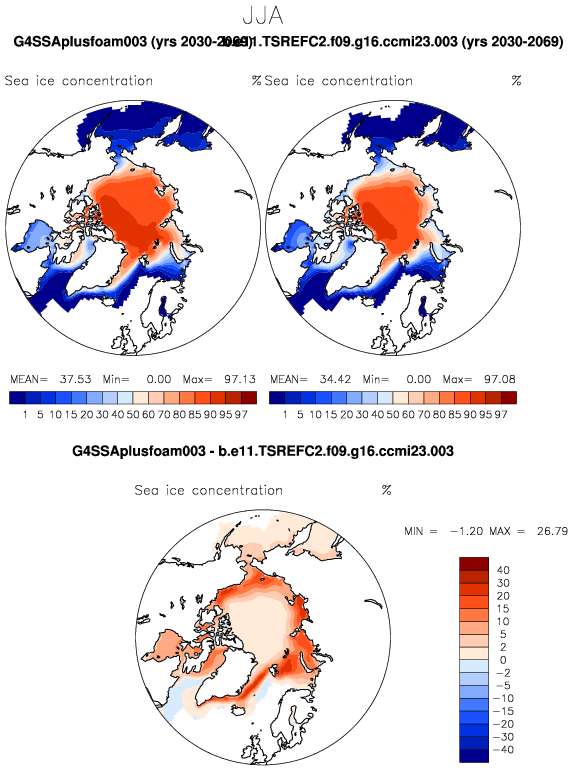 JJA
G4SSAplusfoam003 (yrs 2030-2069) b.e11.TSREFC2.f09.g16.ccmi23.003 (yrs 2030-2069)
Sea ice concentration % Sea ice concentration %
MEAN= 37.53 Min= 0.00 Max= 97.13 MEAN= 34.42 Min= 0.00 Max= 97.08
1 5 10 15 20 30 40 50 60 70 80 85 90 95 97 1 5 10 15 20 30 40 50 60 70 80 85 90 95 97
G4SSAplusfoam003 - b.e11.TSREFC2.f09.g16.ccmi23.003
Sea ice concentration %
MIN = -1.20 MAX = 26.79
40
30
20
15
10
5
2
0
-2
-5
-10
-15
-20
-30
-40